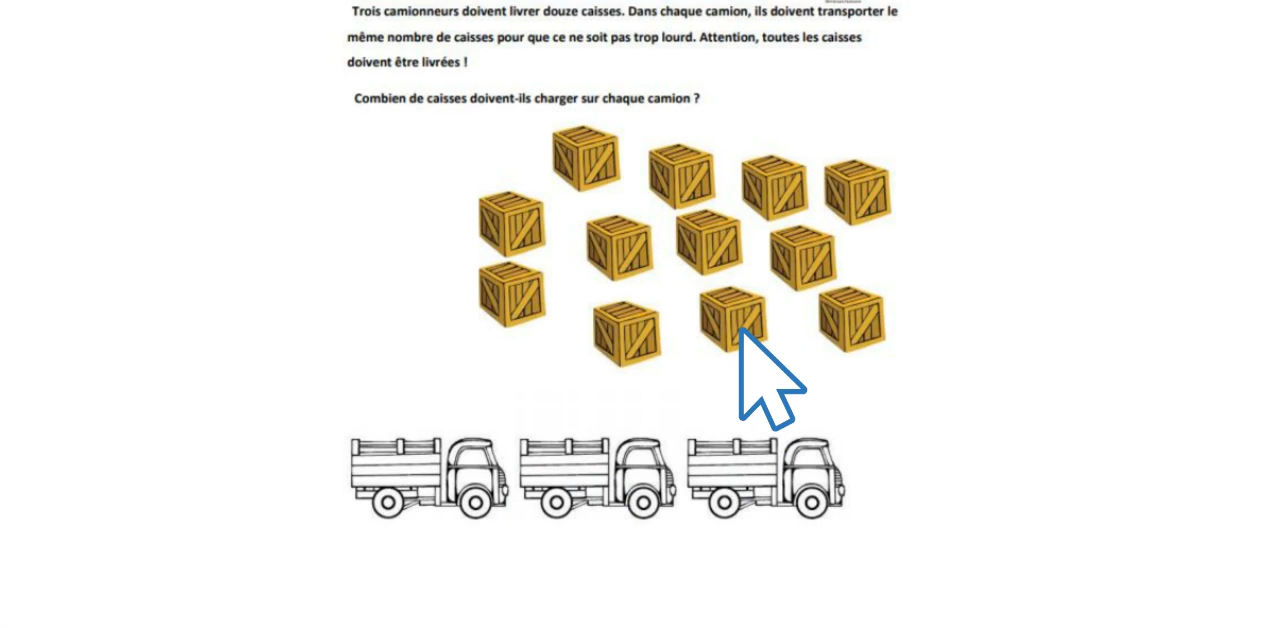 Trois camionneurs doivent livrer douze caisses. Dans chaque camion, ils doivent transporter le
même nombre de caisses pour que ce ne soit pas trop lourd. Attention, toutes les caisses
doivent être livrées !
Combien de caisses doivent-ils charger sur chaque camion ?